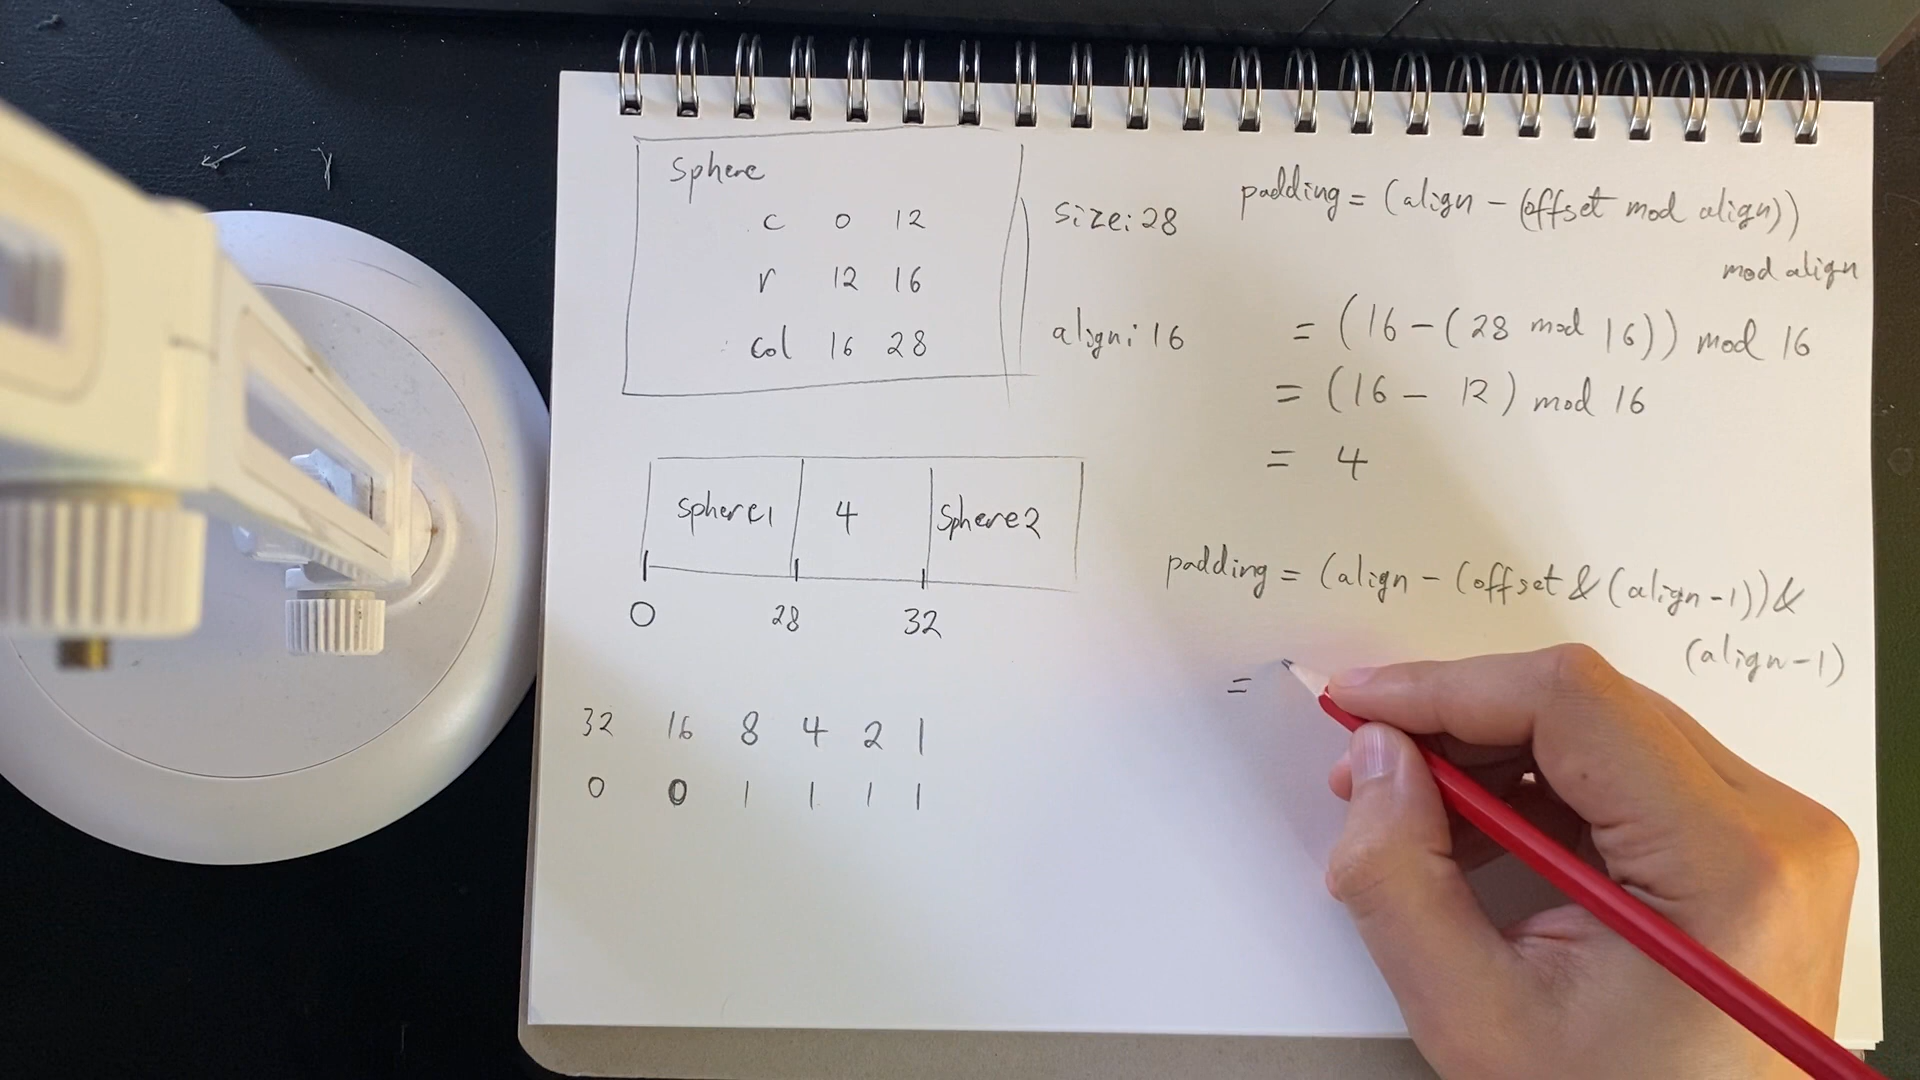 Sphere
c 0 12
r 12 16
col 16 28
size: 28
align: 16
padding = (align - (offset mod align))
mod align
= (16 - (28 mod 16)) mod 16
= (16 - 12) mod 16
= 4
Sphere1 4 Sphere2
0 28 32
padding = (align - (offset & (align-1)) &
(align-1)
=
32 16 8 4 2 1
0 0 1 1 1 1